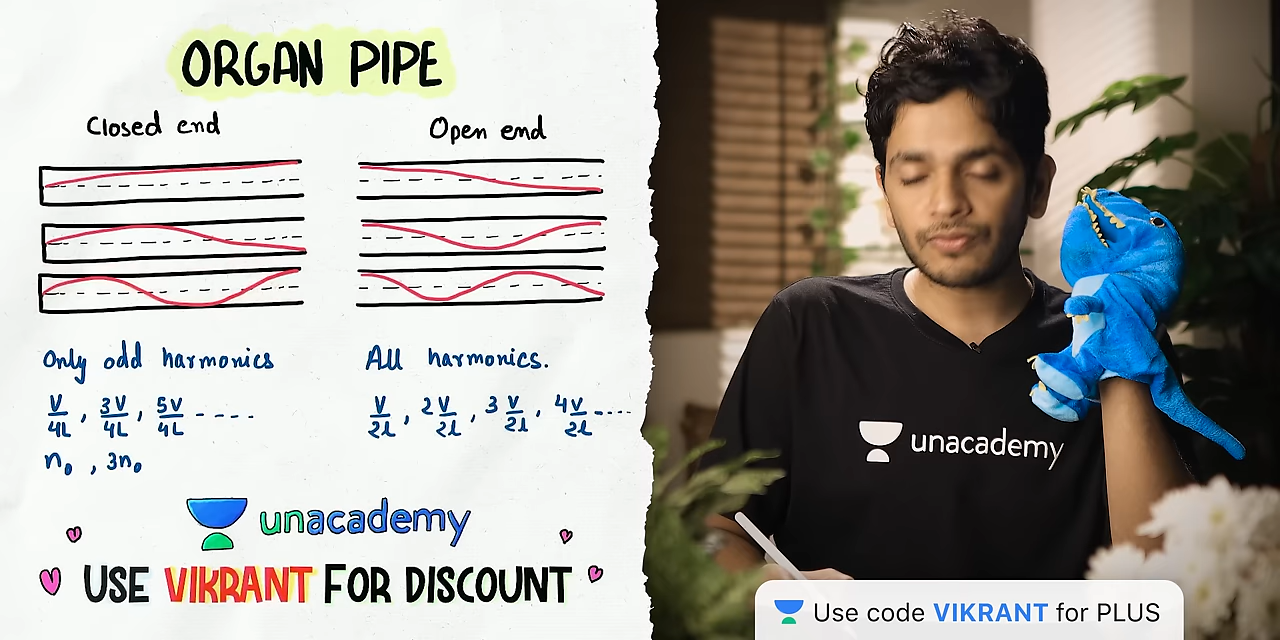 ORGAN PIPE
Closed end
Open end
Only odd harmonics
V/4L, 3V/4L, 5V/4L ----
n₀, 3n₀
All harmonics.
V/2l, 2V/2l, 3V/2l, 4V/2l ----
unacademy
USE VIKRANT FOR DISCOUNT
unacademy
Use code VIKRANT for PLUS